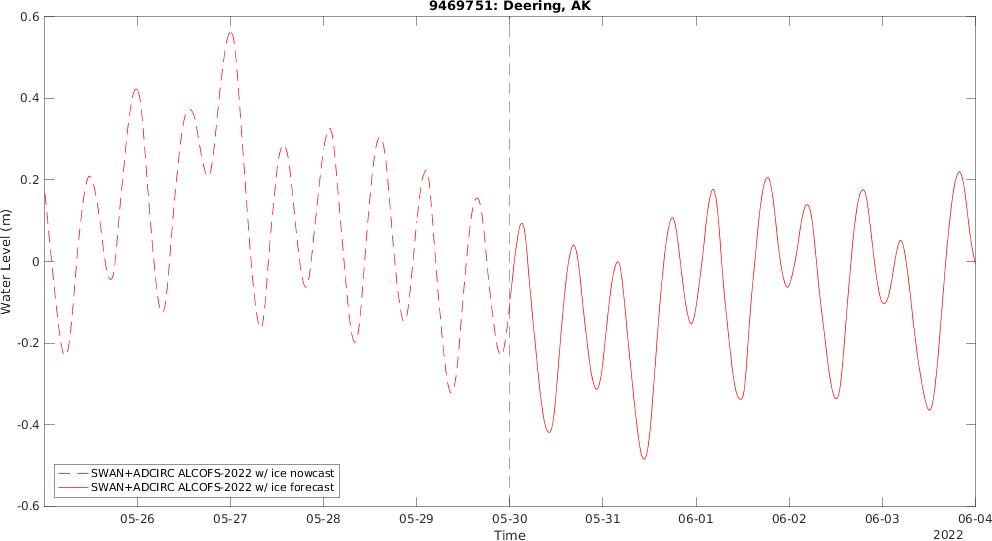 9469751: Deering, AK
0.6
0.4
0.2
0
-0.2
-0.4
-0.6
Water Level (m)
SWAN+ADCIRC ALCOFS-2022 w/ ice nowcast
SWAN+ADCIRC ALCOFS-2022 w/ ice forecast
05-26 05-27 05-28 05-29 05-30 05-31 06-01 06-02 06-03 06-04
Time
2022